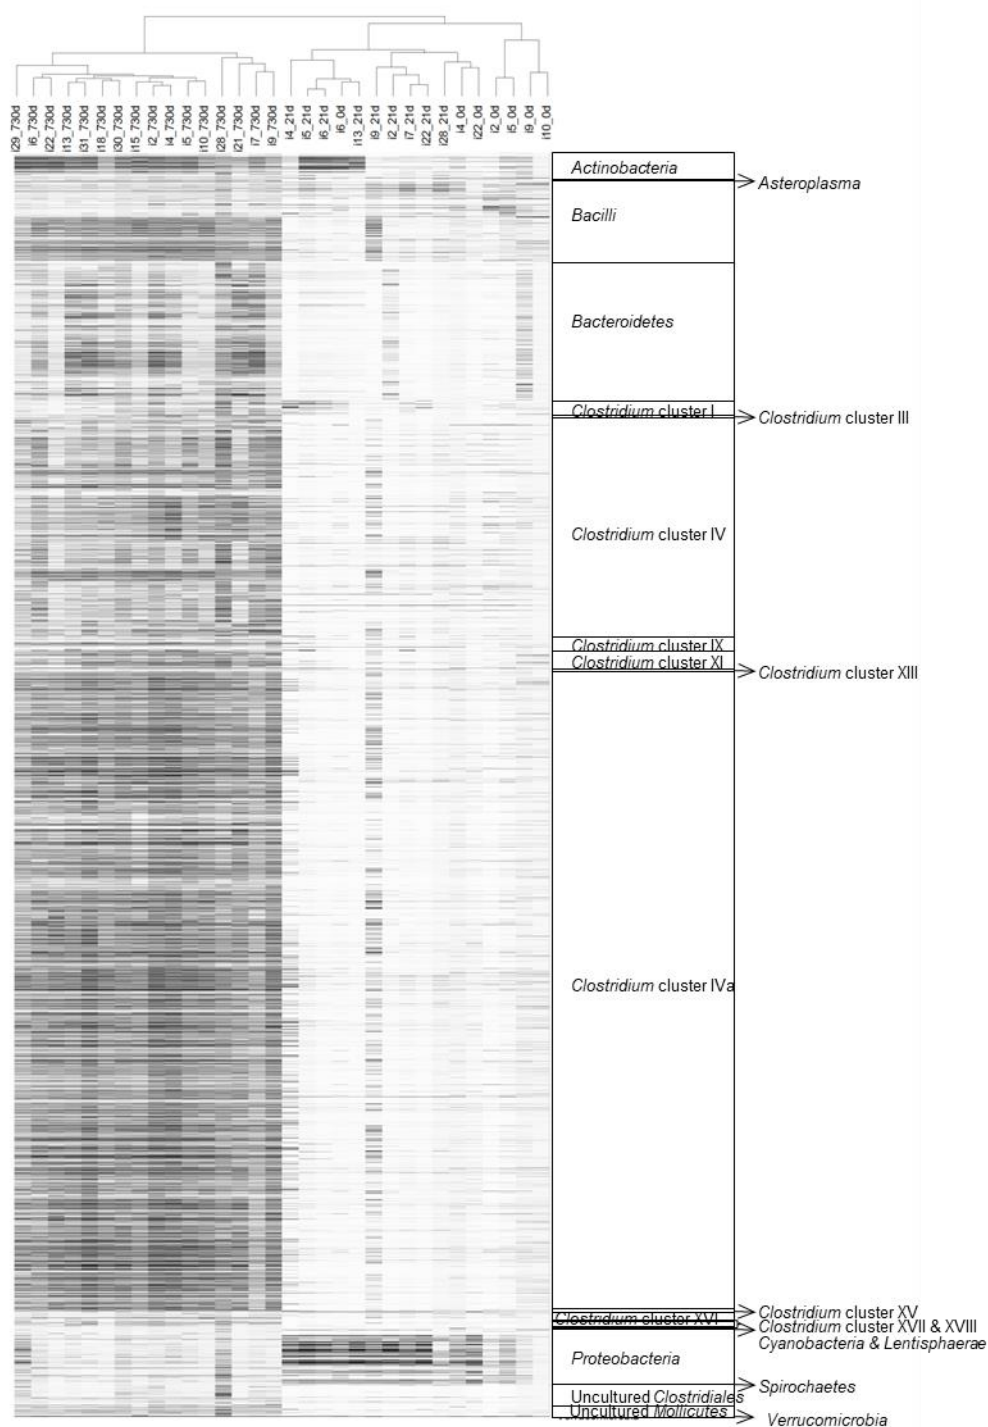 i29_730d
i6_730d
i22_730d
i13_730d
i31_730d
i18_730d
i30_730d
i15_730d
i2_730d
i4_730d
i5_730d
i10_730d
i28_730d
i21_730d
i7_730d
i9_730d
i4_21d
i5_21d
i6_21d
i6_0d
i13_21d
i9_21d
i2_21d
i7_21d
i22_21d
i28_21d
i4_0d
i22_0d
i2_0d
i5_0d
i9_0d
i10_0d
Actinobacteria
Asteroplasma
Bacilli
Bacteroidetes
Clostridium cluster I
Clostridium cluster III
Clostridium cluster IV
Clostridium cluster IX
Clostridium cluster XI
Clostridium cluster XIII
Clostridium cluster IVa
Clostridium cluster XV
Clostridium cluster XVI
Clostridium cluster XVII & XVIII
Cyanobacteria & Lentisphaerae
Proteobacteria
Spirochaetes
Uncultured Clostridiales
Uncultured Mollicutes
Verrucomicrobia